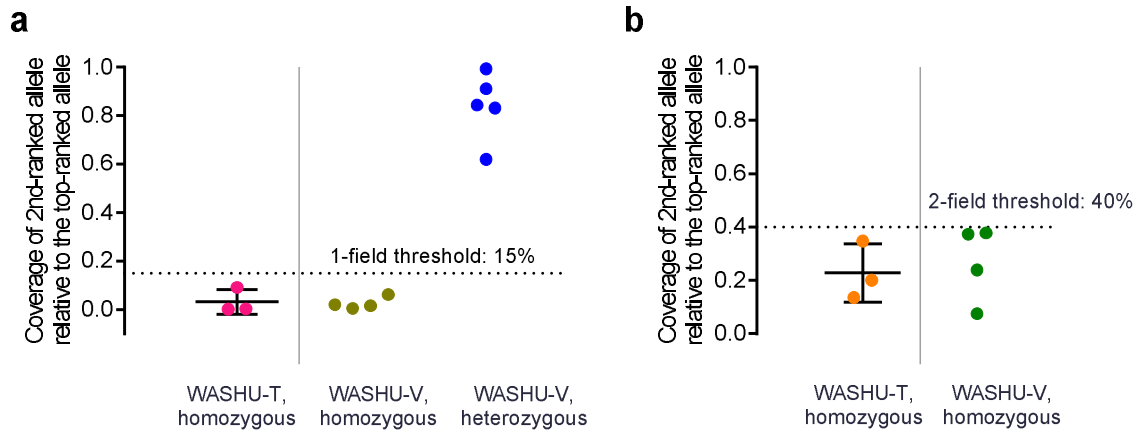 a
Coverage of 2nd-ranked allele
relative to the top-ranked allele
1.0
0.8
0.6
0.4
0.2
0.0
1-field threshold: 15%
WASHU-T,
homozygous
WASHU-V,
homozygous
WASHU-V,
heterozygous
b
Coverage of 2nd-ranked allele
relative to the top-ranked allele
1.0
0.8
0.6
0.4
0.2
0.0
2-field threshold: 40%
WASHU-T,
homozygous
WASHU-V,
homozygous